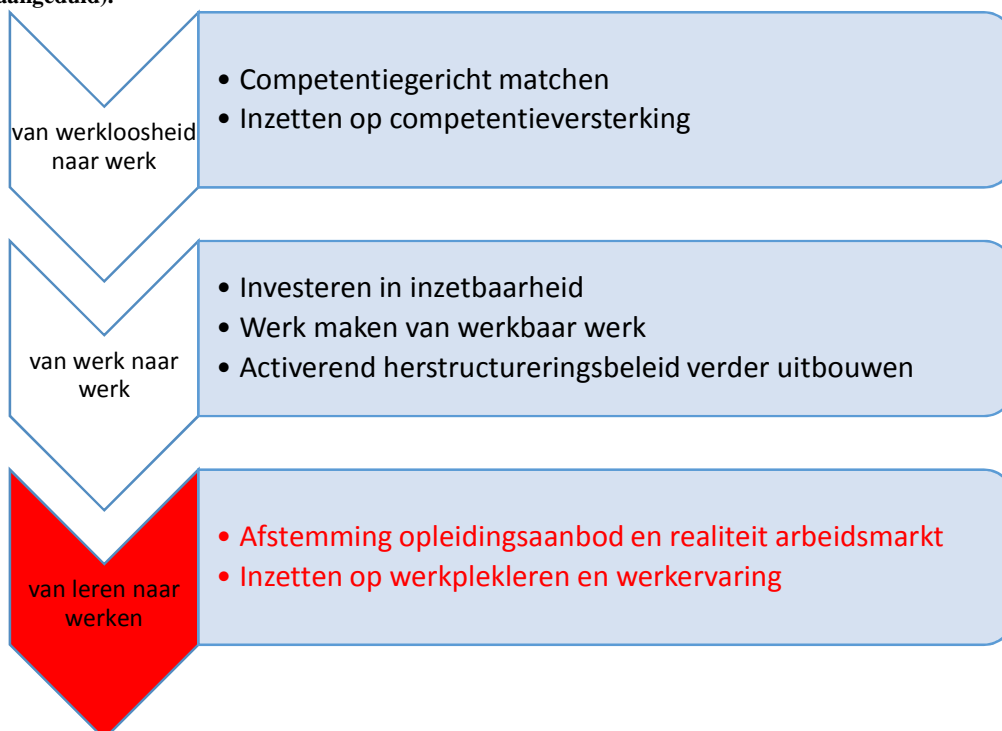 aangeduid).
van werkloosheid
naar werk
• Competentiegericht matchen
• Inzetten op competentieversterking
van werk naar
werk
• Investeren in inzetbaarheid
• Werk maken van werkbaar werk
• Activerend herstructureringsbeleid verder uitbouwen
van leren naar
werken
• Afstemming opleidingsaanbod en realiteit arbeidsmarkt
• Inzetten op werkplekleren en werkervaring